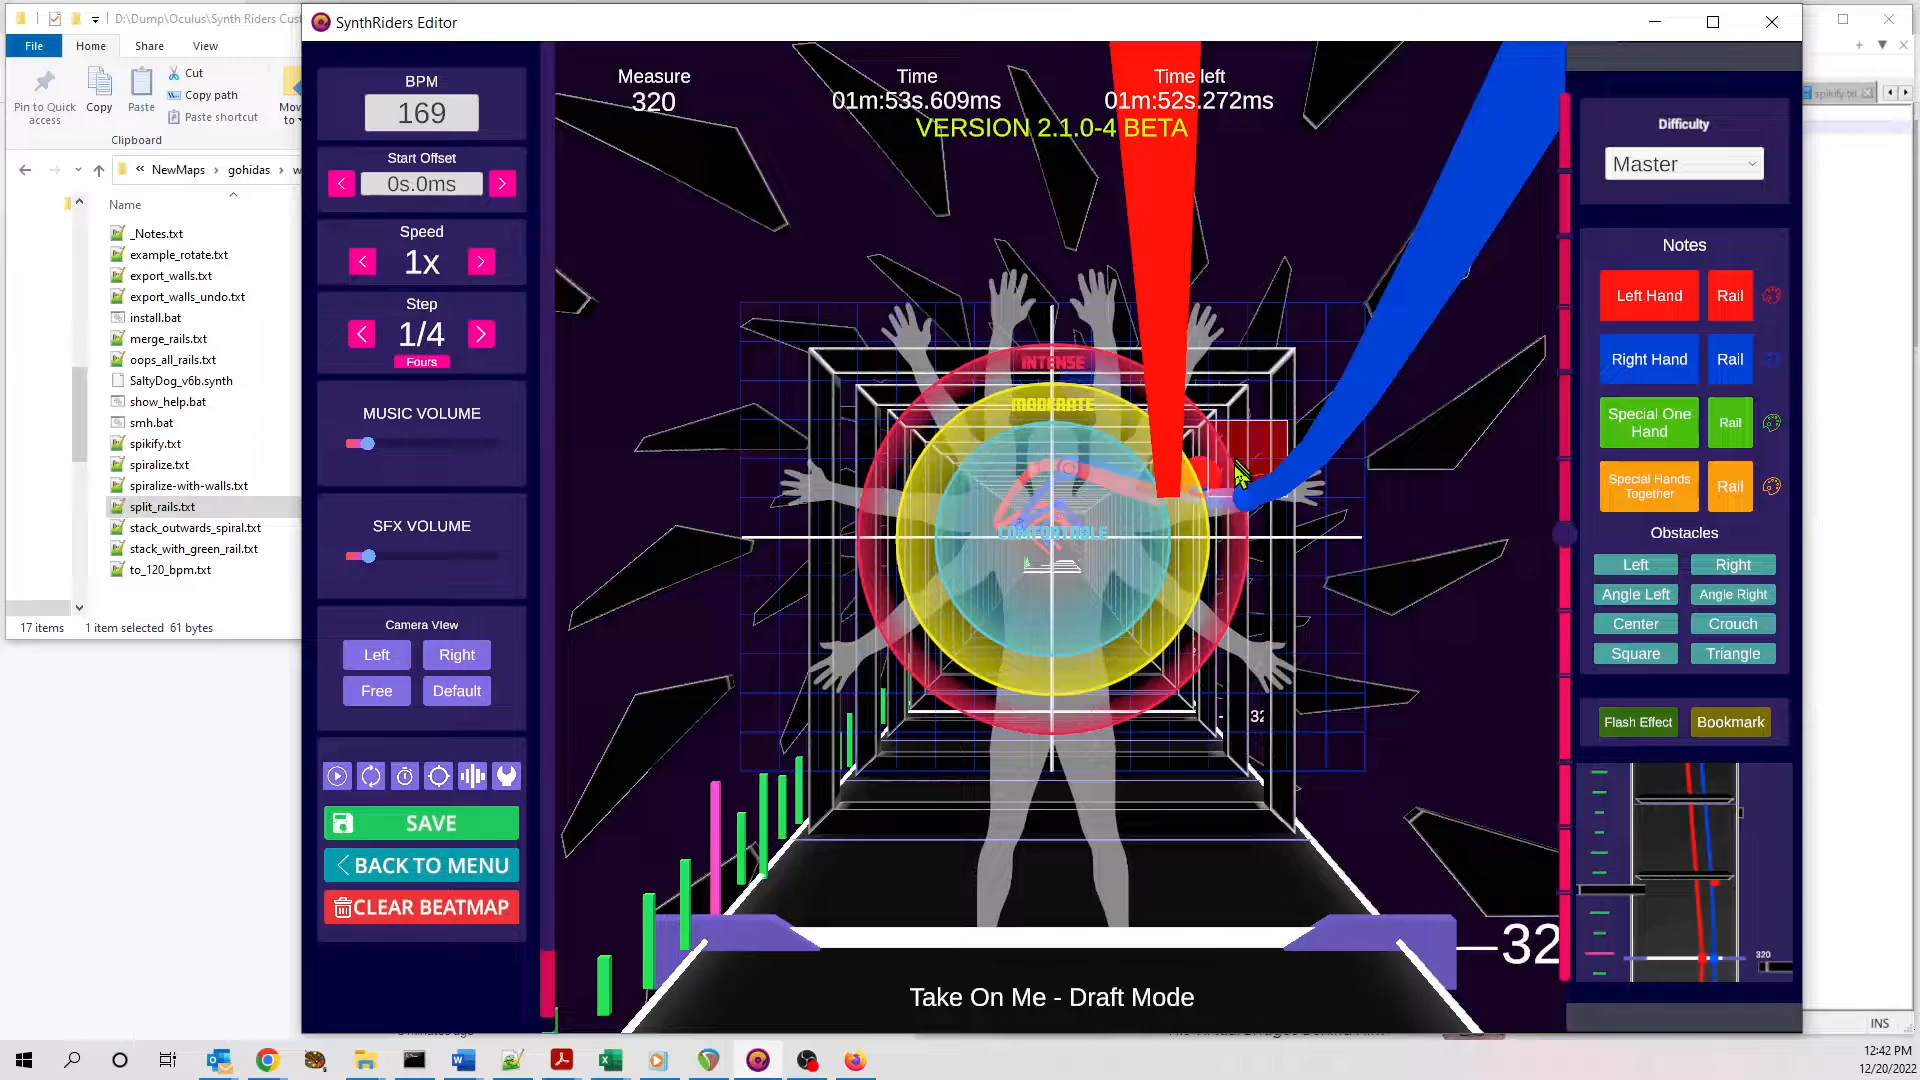 D:\Dump\Oculus\Synth Riders Cus
SynthRiders Editor
File
Home
Share
View
Pin to Quick access
Copy
Paste
Cut
Copy path
Paste shortcut
Move to
Clipboard
NewMaps
gohidas
Name
_Notes.txt
example_rotate.txt
export_walls.txt
export_walls_undo.txt
install.bat
merge_rails.txt
oops_all_rails.txt
SaltyDog_v6b.synth
show_help.bat
smh.bat
spikify.txt
spiralize.txt
spiralize-with-walls.txt
split_rails.txt
stack_outwards_spiral.txt
stack_with_green_rail.txt
to_120_bpm.txt
17 items
1 item selected 61 bytes
BPM
169
Start Offset
0s.0ms
Speed
1x
Step
1/4
Fours
MUSIC VOLUME
SFX VOLUME
Camera View
Left
Right
Free
Default
SAVE
BACK TO MENU
CLEAR BEATMAP
Measure
320
Time
01m:53s.609ms
Time left
01m:52s.272ms
VERSION 2.1.0-4 BETA
INTENSE
MODERATE
COMFORTABLE
32
Take On Me - Draft Mode
Difficulty
Master
Notes
Left Hand
Rail
Right Hand
Rail
Special One Hand
Rail
Special Hands Together
Rail
Obstacles
Left
Right
Angle Left
Angle Right
Center
Crouch
Square
Triangle
Flash Effect
Bookmark
320
spikify.txt
INS
12:42 PM
12/20/2022